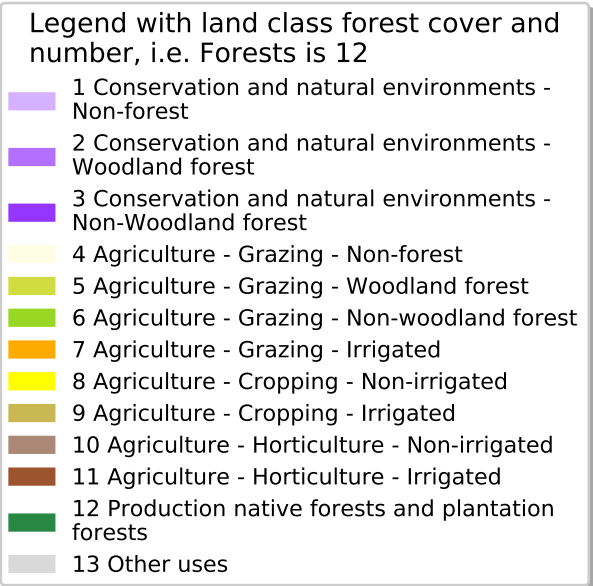 Legend with land class forest cover and
number, i.e. Forests is 12
1 Conservation and natural environments -
Non-forest
2 Conservation and natural environments -
Woodland forest
3 Conservation and natural environments -
Non-Woodland forest
4 Agriculture - Grazing - Non-forest
5 Agriculture - Grazing - Woodland forest
6 Agriculture - Grazing - Non-woodland forest
7 Agriculture - Grazing - Irrigated
8 Agriculture - Cropping - Non-irrigated
9 Agriculture - Cropping - Irrigated
10 Agriculture - Horticulture - Non-irrigated
11 Agriculture - Horticulture - Irrigated
12 Production native forests and plantation
forests
13 Other uses